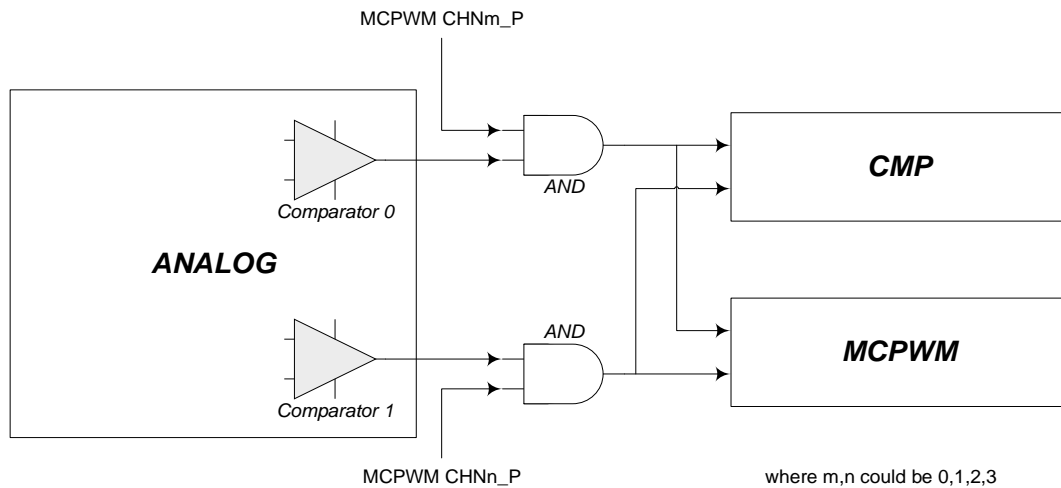 MCPWM CHNm_P
AND
CMP
Comparator 0
ANALOG
AND
MCPWM
Comparator 1
MCPWM CHNn_P
where m,n could be 0,1,2,3